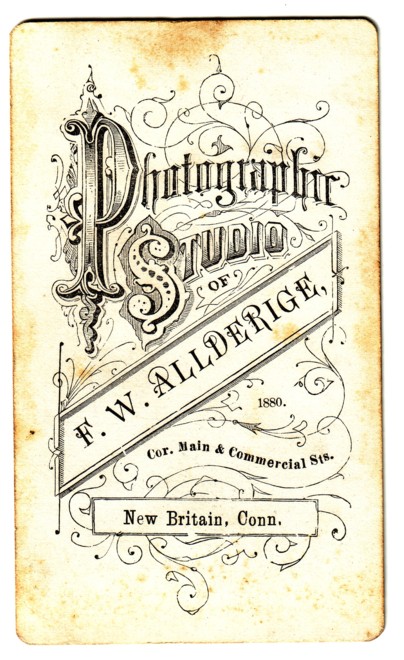 Photographic
STUDIO
OF
F. W. ALLDERIGE,
1880.
Cor. Main & Commercial Sts.
New Britain, Conn.